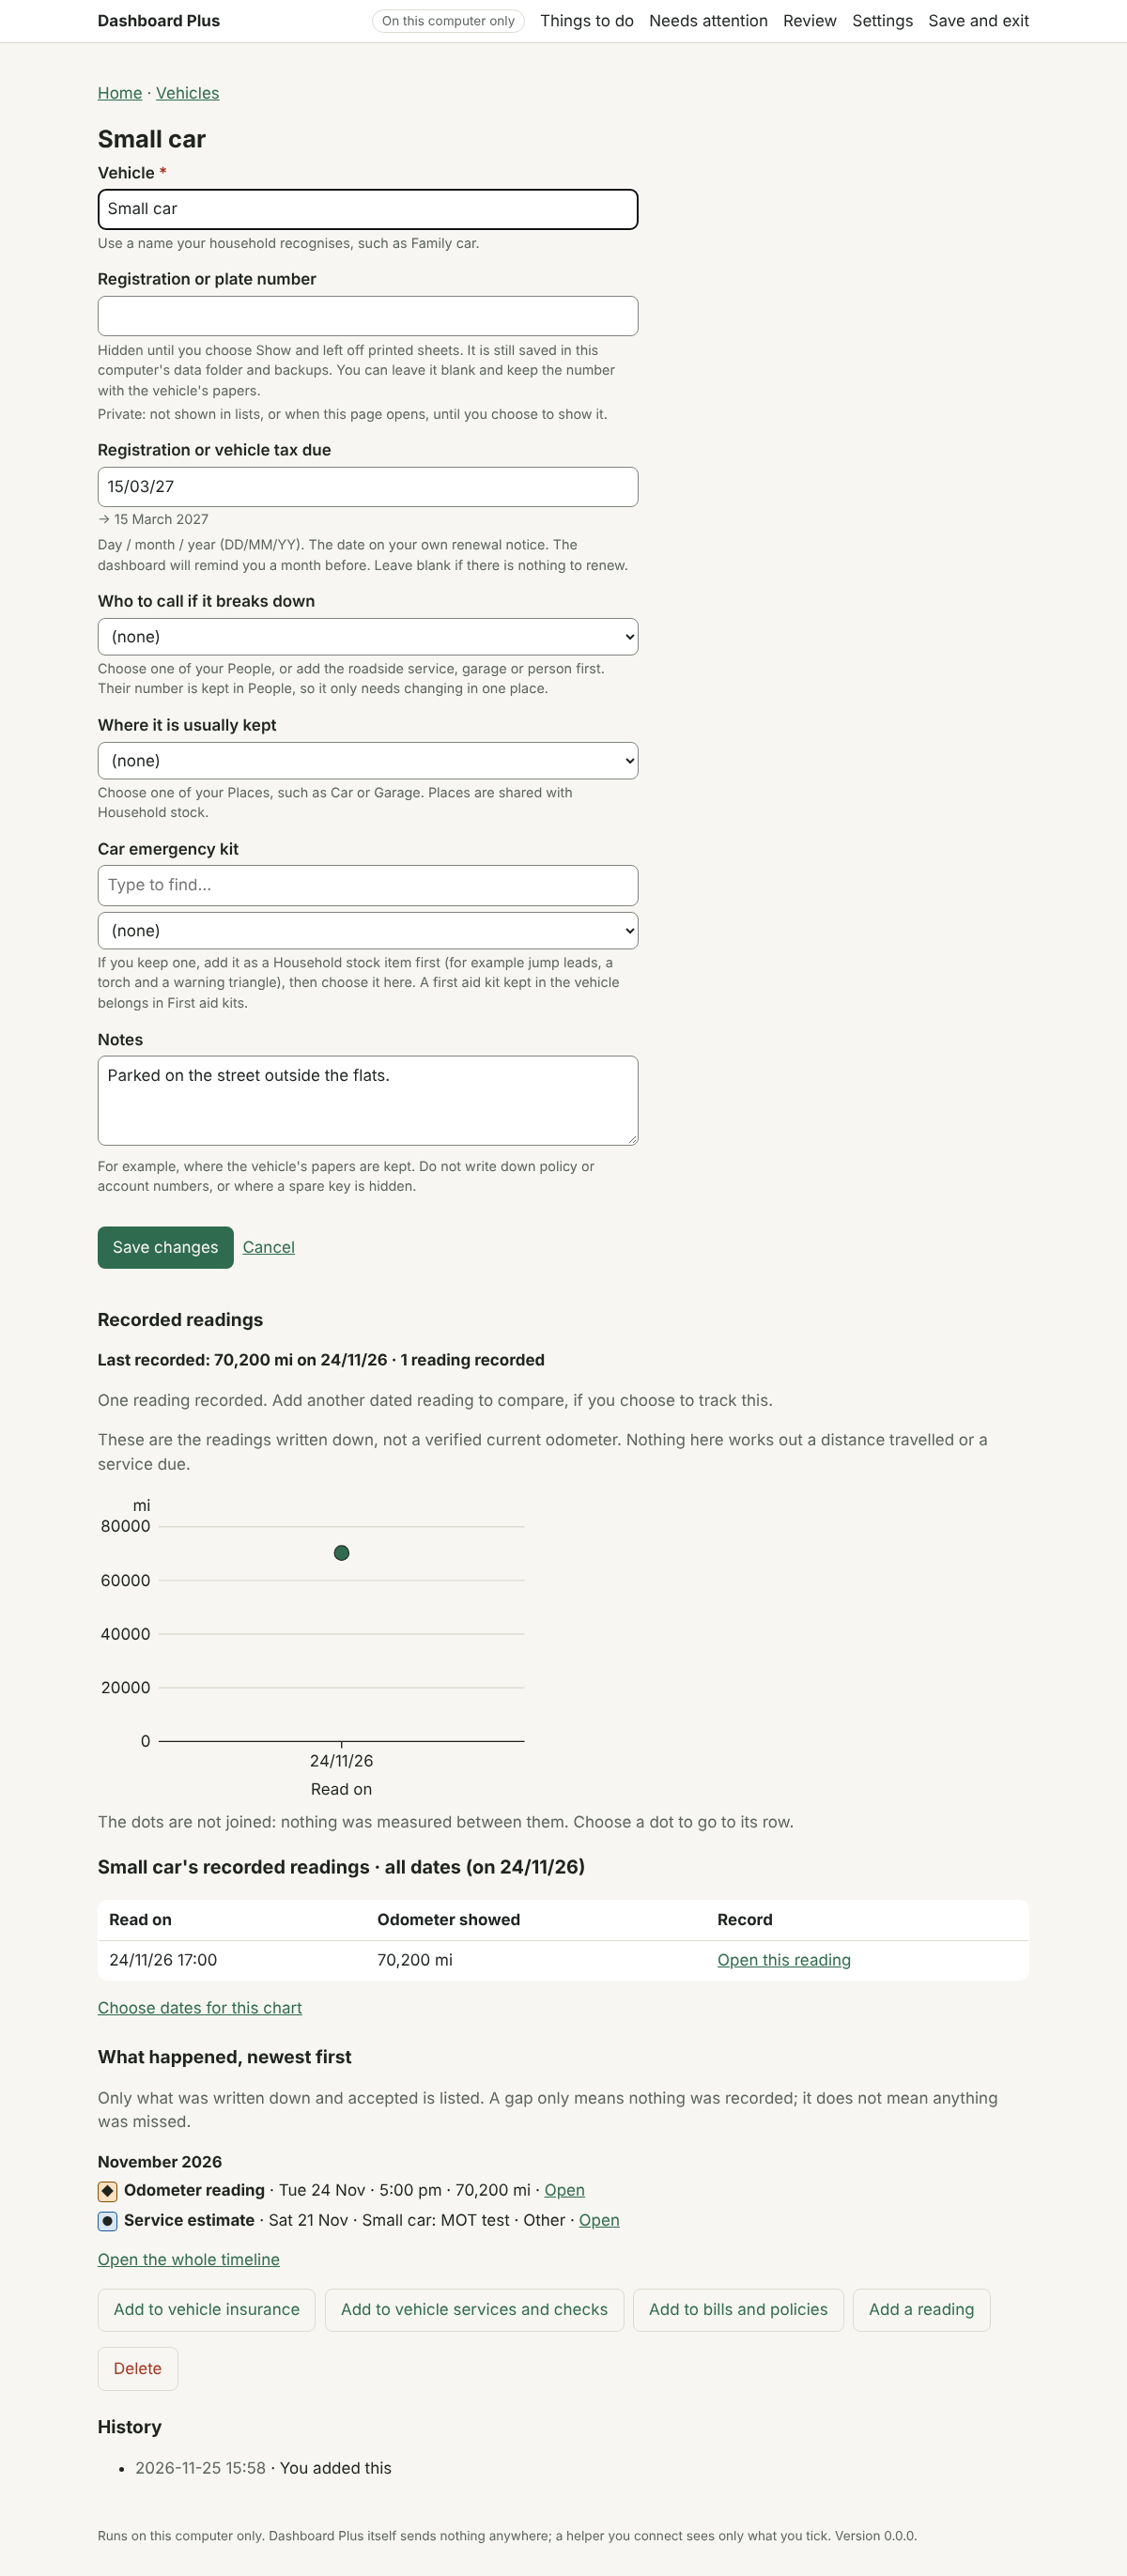 Dashboard Plus
On this computer only Things to do Needs attention Review Settings Save and exit
Home · Vehicles
Small car
Vehicle *
Small car
Use a name your household recognises, such as Family car.
Registration or plate number
Hidden until you choose Show and left off printed sheets. It is still saved in this
computer's data folder and backups. You can leave it blank and keep the number
with the vehicle's papers.
Private: not shown in lists, or when this page opens, until you choose to show it.
Registration or vehicle tax due
15/03/27
→ 15 March 2027
Day / month / year (DD/MM/YY). The date on your own renewal notice. The
dashboard will remind you a month before. Leave blank if there is nothing to renew.
Who to call if it breaks down
(none)
Choose one of your People, or add the roadside service, garage or person first.
Their number is kept in People, so it only needs changing in one place.
Where it is usually kept
(none)
Choose one of your Places, such as Car or Garage. Places are shared with
Household stock.
Car emergency kit
Type to find...
(none)
If you keep one, add it as a Household stock item first (for example jump leads, a
torch and a warning triangle), then choose it here. A first aid kit kept in the vehicle
belongs in First aid kits.
Notes
Parked on the street outside the flats.
For example, where the vehicle's papers are kept. Do not write down policy or
account numbers, or where a spare key is hidden.
Save changes Cancel
Recorded readings
Last recorded: 70,200 mi on 24/11/26 · 1 reading recorded
One reading recorded. Add another dated reading to compare, if you choose to track this.
These are the readings written down, not a verified current odometer. Nothing here works out a distance travelled or a
service due.
mi
80000
60000
40000
20000
0
24/11/26
Read on
The dots are not joined: nothing was measured between them. Choose a dot to go to its row.
Small car's recorded readings · all dates (on 24/11/26)
Read on Odometer showed Record
24/11/26 17:00 70,200 mi Open this reading
Choose dates for this chart
What happened, newest first
Only what was written down and accepted is listed. A gap only means nothing was recorded; it does not mean anything
was missed.
November 2026
Odometer reading · Tue 24 Nov · 5:00 pm · 70,200 mi · Open
Service estimate · Sat 21 Nov · Small car: MOT test · Other · Open
Open the whole timeline
Add to vehicle insurance Add to vehicle services and checks Add to bills and policies Add a reading
Delete
History
• 2026-11-25 15:58 · You added this
Runs on this computer only. Dashboard Plus itself sends nothing anywhere; a helper you connect sees only what you tick. Version 0.0.0.